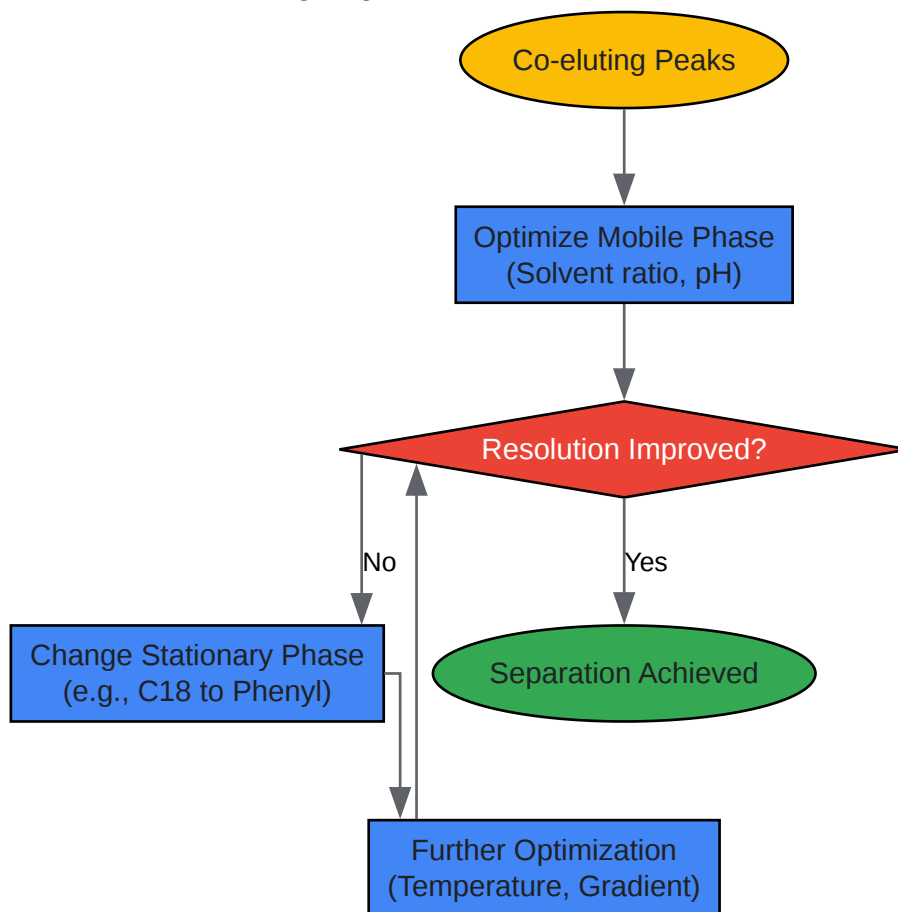 Co-eluting Peaks
Optimize Mobile Phase
(Solvent ratio, pH)
Resolution Improved?
No
Yes
Change Stationary Phase
(e.g., C18 to Phenyl)
Separation Achieved
Further Optimization
(Temperature, Gradient)